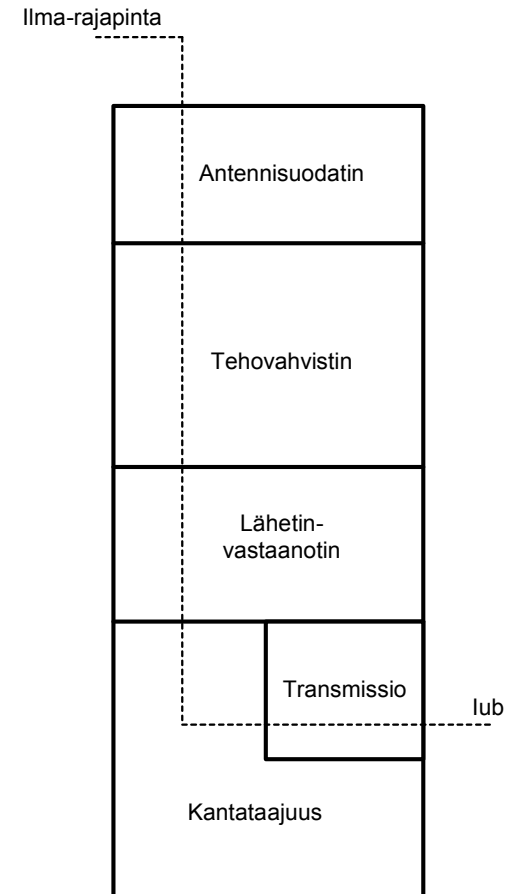 Ilma-rajapinta
Antennisuodatin
Tehovahvistin
Lähetin-
vastaanotin
Transmissio
Iub
Kantataajuus